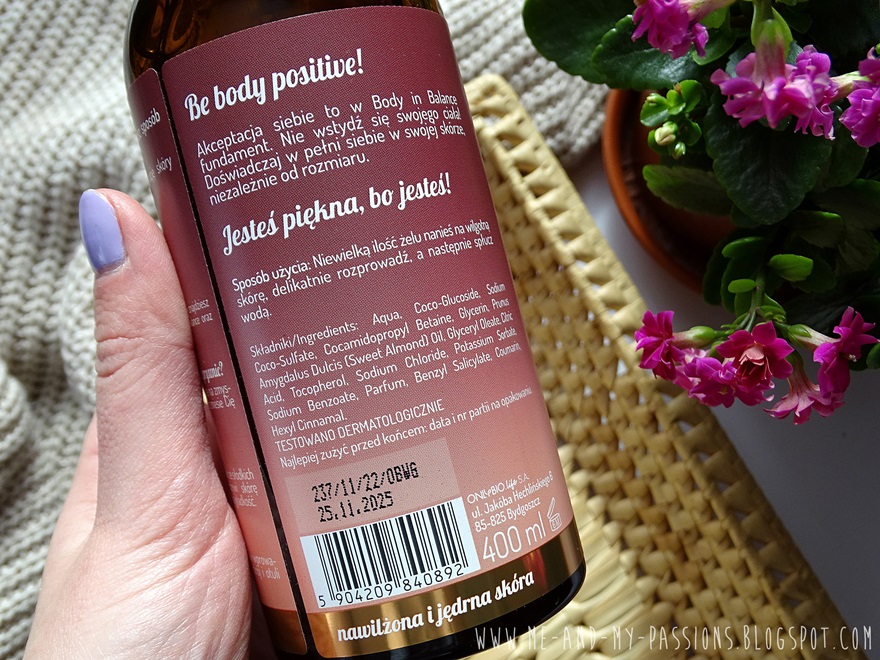 Be body positive!
Akceptacja siebie to w Body in Balance
fundament. Nie wstydź się swojego ciała!
Doświadczaj w pełni siebie w swojej skórze,
niezależnie od rozmiaru.
Jesteś piękna, bo jesteś!
Sposób użycia: Niewielką ilość żelu nanieś na wilgotną
skórę, delikatnie rozprowadź, a następnie spłucz
wodą.
Składniki/Ingredients: Aqua, Coco-Glucoside, Sodium
Coco-Sulfate, Cocamidopropyl Betaine, Glycerin, Prunus
Amygdalus Dulcis (Sweet Almond) Oil, Glyceryl Oleate, Citric
Acid, Tocopherol, Sodium Chloride, Potassium Sorbate,
Sodium Benzoate, Parfum, Benzyl Salicylate, Coumarin,
Hexyl Cinnamal.
TESTOWANO DERMATOLOGICZNIE
Najlepiej zużyć przed końcem: data i nr partii na opakowaniu
237/11/22/OBWG
25.11.2025
ONLYBIO life S.A.
ul. Jakóba Hechlińskiego 6
85-825 Bydgoszcz
400 ml
5 904209 840892
nawilżona i jędrna skóra
sposób
skóry
oraz
organic?
WWW.ME-AND-MY-PASSIONS.BLOGSPOT.COM